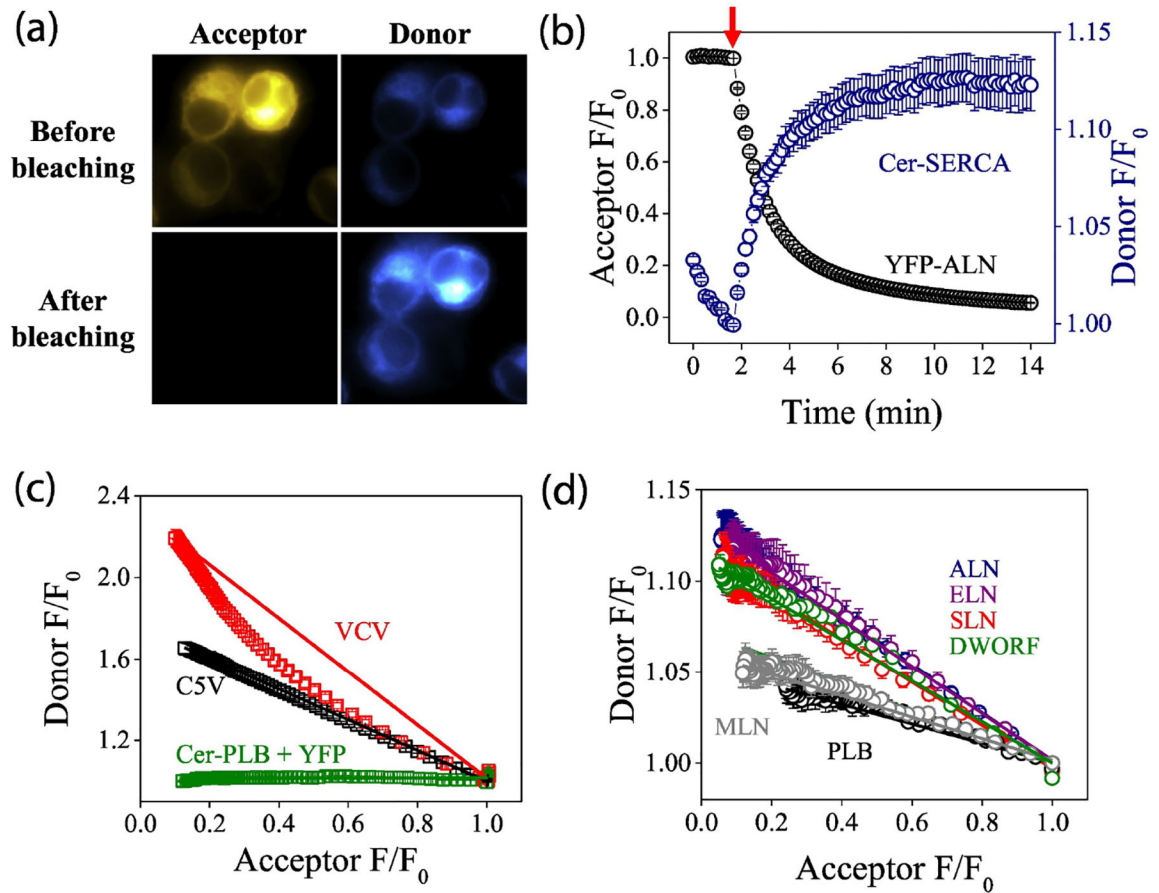 (a)
Acceptor Donor
Before
bleaching
After
bleaching
(b)
Acceptor F/F0
1.0
0.8
0.6
0.4
0.2
0.0
0 2 4 6 8 10 12 14
Time (min)
Cer-SERCA
YFP-ALN
1.15
1.10
1.05
1.00
Donor F/F0
(c)
Donor F/F0
2.4
2.0
1.6
1.2
VCV
C5V
Cer-PLB + YFP
0.2 0.4 0.6 0.8 1.0
Acceptor F/F0
(d)
Donor F/F0
1.15
1.10
1.05
1.00
ALN
ELN
SLN
DWORF
MLN
PLB
0.2 0.4 0.6 0.8 1.0
Acceptor F/F0